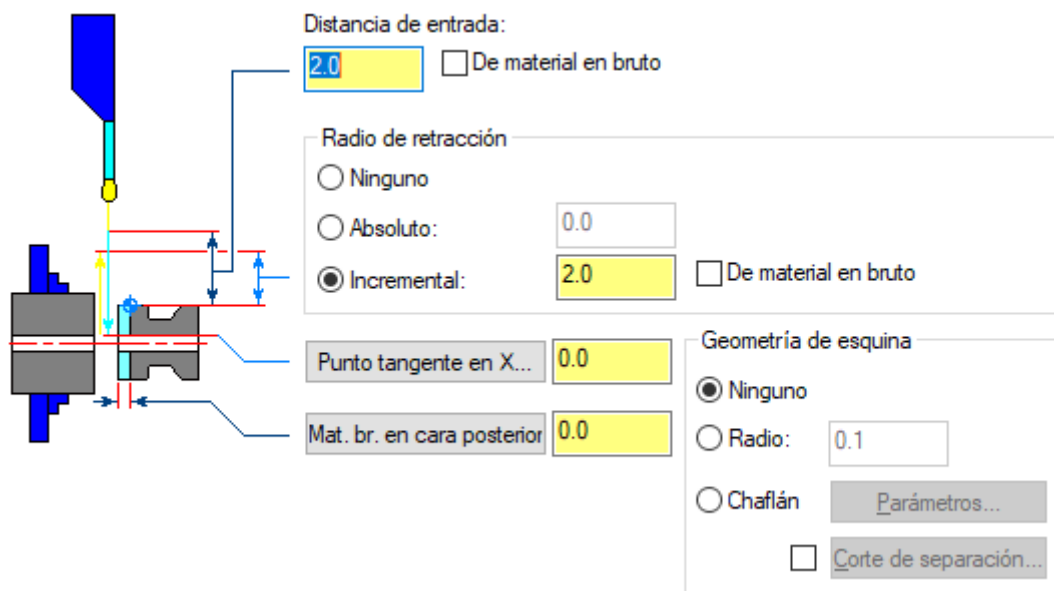 Distancia de entrada:
2.0
De material en bruto
Radio de retracción
Ninguno
Absoluto:
0.0
Incremental:
2.0
De material en bruto
Punto tangente en X...
0.0
Mat. br. en cara posterior
0.0
Geometría de esquina
Ninguno
Radio:
0.1
Chaflán
Parámetros...
Corte de separación...